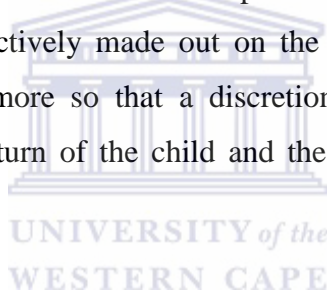 ctively made out on the
more so that a discretion
turn of the child and the
UNIVERSITY of the
WESTERN CAPE